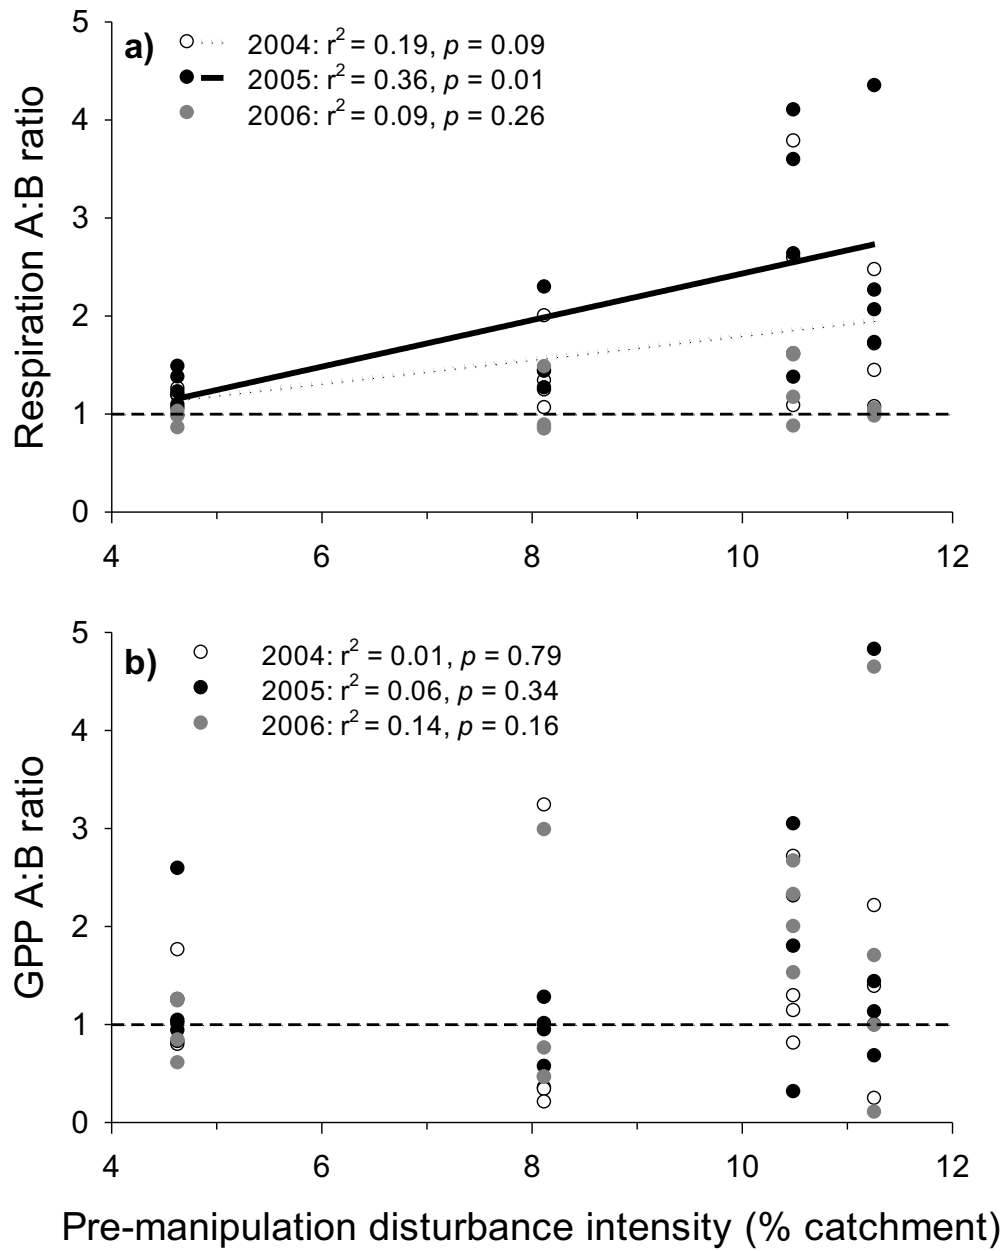 5
a)
2004: r² = 0.19, p = 0.09
2005: r² = 0.36, p = 0.01
2006: r² = 0.09, p = 0.26
4
3
2
1
0
Respiration A:B ratio
4 6 8 10 12
5
b)
2004: r² = 0.01, p = 0.79
2005: r² = 0.06, p = 0.34
2006: r² = 0.14, p = 0.16
4
3
2
1
0
GPP A:B ratio
4 6 8 10 12
Pre-manipulation disturbance intensity (% catchment)